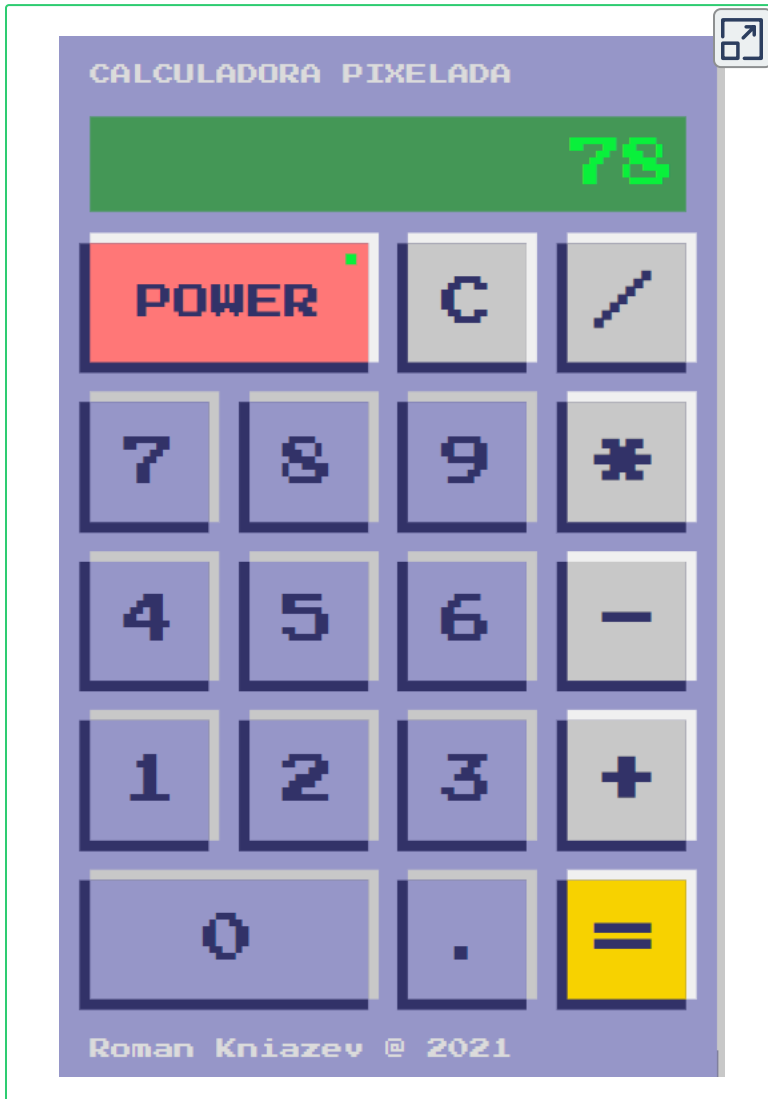 CALCULADORA PIXELADA
78
POWER C /
7 8 9 *
4 5 6 -
1 2 3 +
0 . =
Roman Kniazev @ 2021